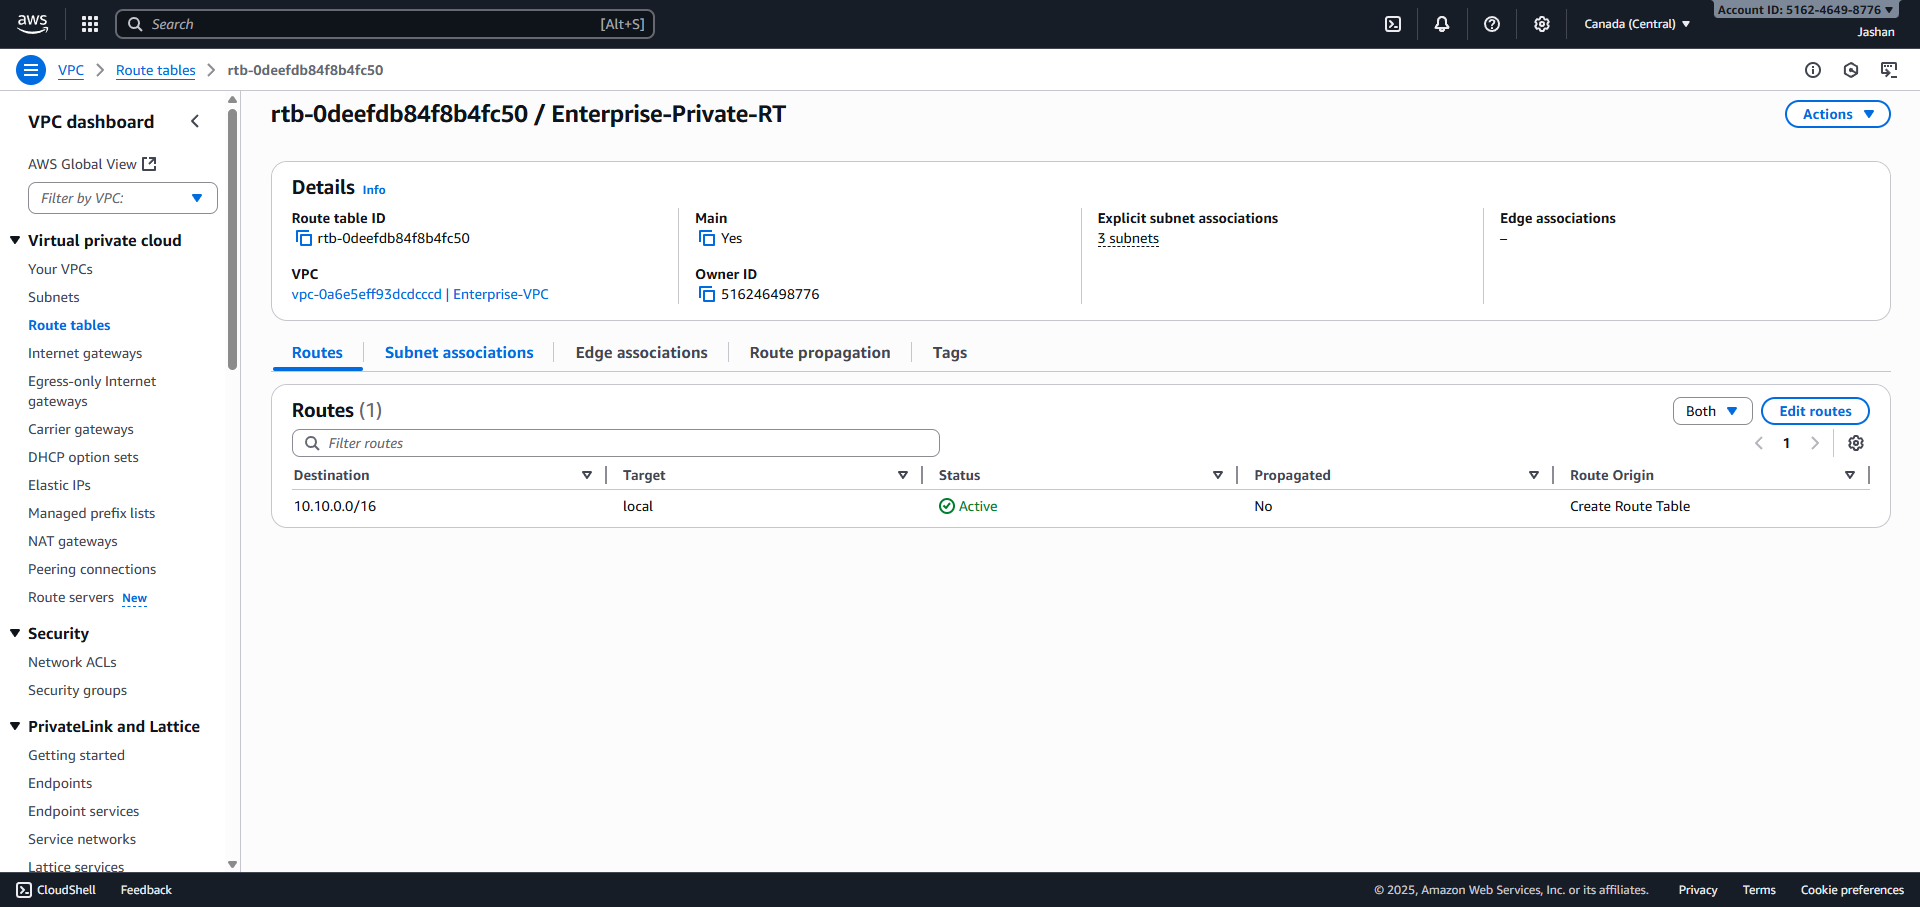 aws
Search [Alt+S]
Canada (Central)
Account ID: 5162-4649-8776
Jashan
VPC Route tables rtb-0deefdb84f8b4fc50
VPC dashboard
AWS Global View
Filter by VPC:
Virtual private cloud
Your VPCs
Subnets
Route tables
Internet gateways
Egress-only Internet
gateways
Carrier gateways
DHCP option sets
Elastic IPs
Managed prefix lists
NAT gateways
Peering connections
Route servers New
Security
Network ACLs
Security groups
PrivateLink and Lattice
Getting started
Endpoints
Endpoint services
Service networks
Lattice services
rtb-0deefdb84f8b4fc50 / Enterprise-Private-RT
Actions
Details Info
Route table ID
rtb-0deefdb84f8b4fc50
Main
Yes
Explicit subnet associations
3 subnets
Edge associations
–
VPC
vpc-0a6e5eff93dcdcccd | Enterprise-VPC
Owner ID
516246498776
Routes Subnet associations Edge associations Route propagation Tags
Routes (1)
Both Edit routes
Filter routes
1
Destination Target Status Propagated Route Origin
10.10.0.0/16 local Active No Create Route Table
CloudShell Feedback
© 2025, Amazon Web Services, Inc. or its affiliates. Privacy Terms Cookie preferences